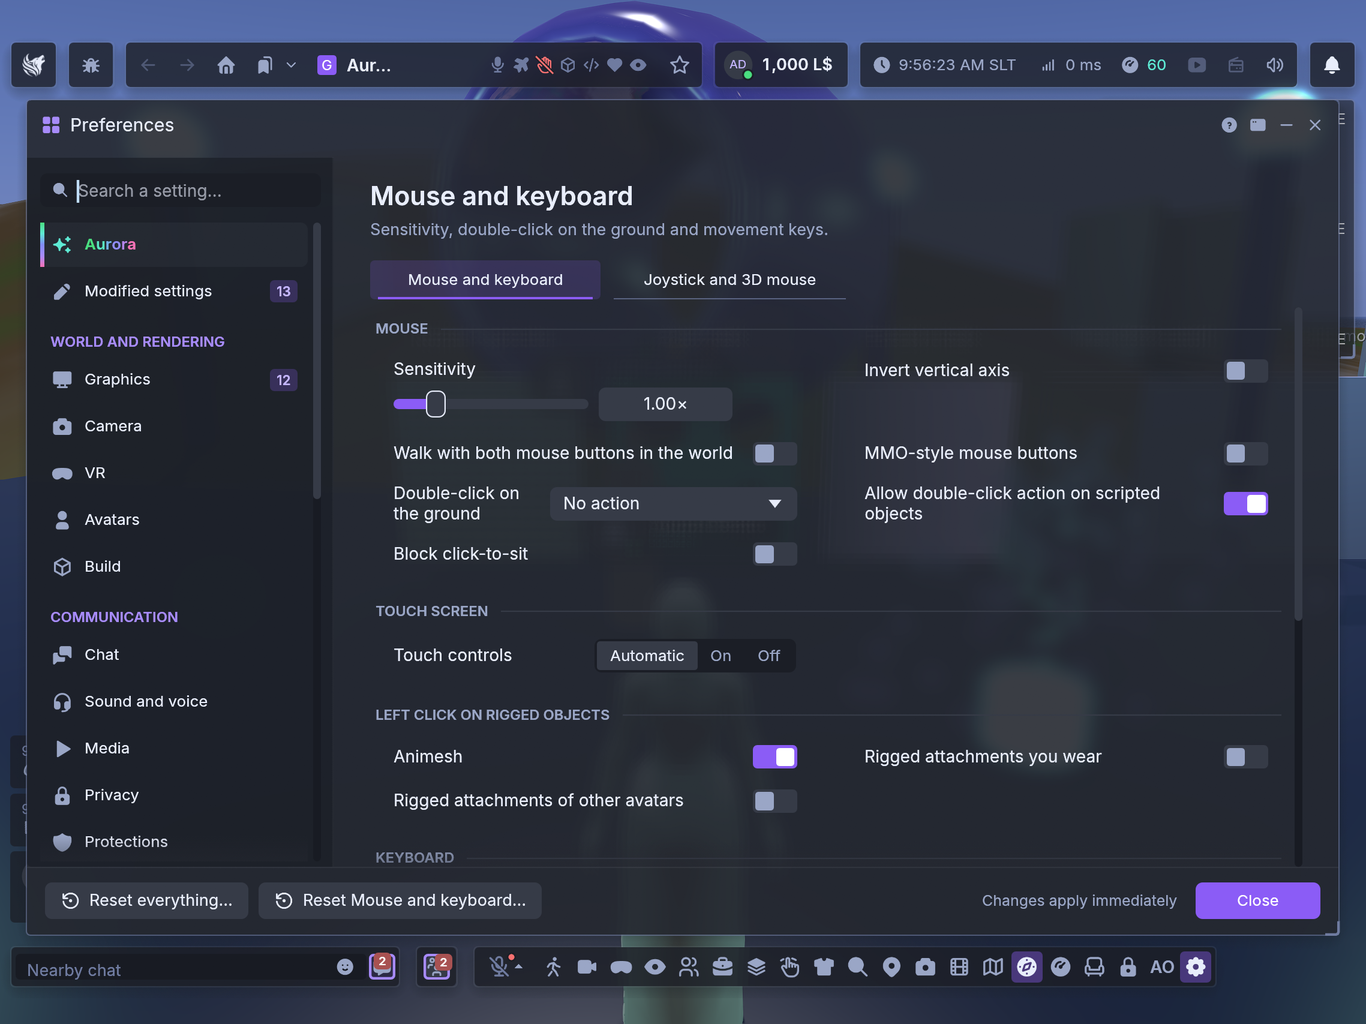 G Aur...
AD 1,000 L$
9:56:23 AM SLT
0 ms
60
Preferences
Search a setting...
Aurora
Modified settings 13
WORLD AND RENDERING
Graphics 12
Camera
VR
Avatars
Build
COMMUNICATION
Chat
Sound and voice
Media
Privacy
Protections
Mouse and keyboard
Sensitivity, double-click on the ground and movement keys.
Mouse and keyboard
Joystick and 3D mouse
MOUSE
Sensitivity
1.00×
Invert vertical axis
Walk with both mouse buttons in the world
MMO-style mouse buttons
Double-click on
the ground
No action
Allow double-click action on scripted
objects
Block click-to-sit
TOUCH SCREEN
Touch controls
Automatic On Off
LEFT CLICK ON RIGGED OBJECTS
Animesh
Rigged attachments you wear
Rigged attachments of other avatars
KEYBOARD
Reset everything...
Reset Mouse and keyboard...
Changes apply immediately
Close
Nearby chat
2
2
AO